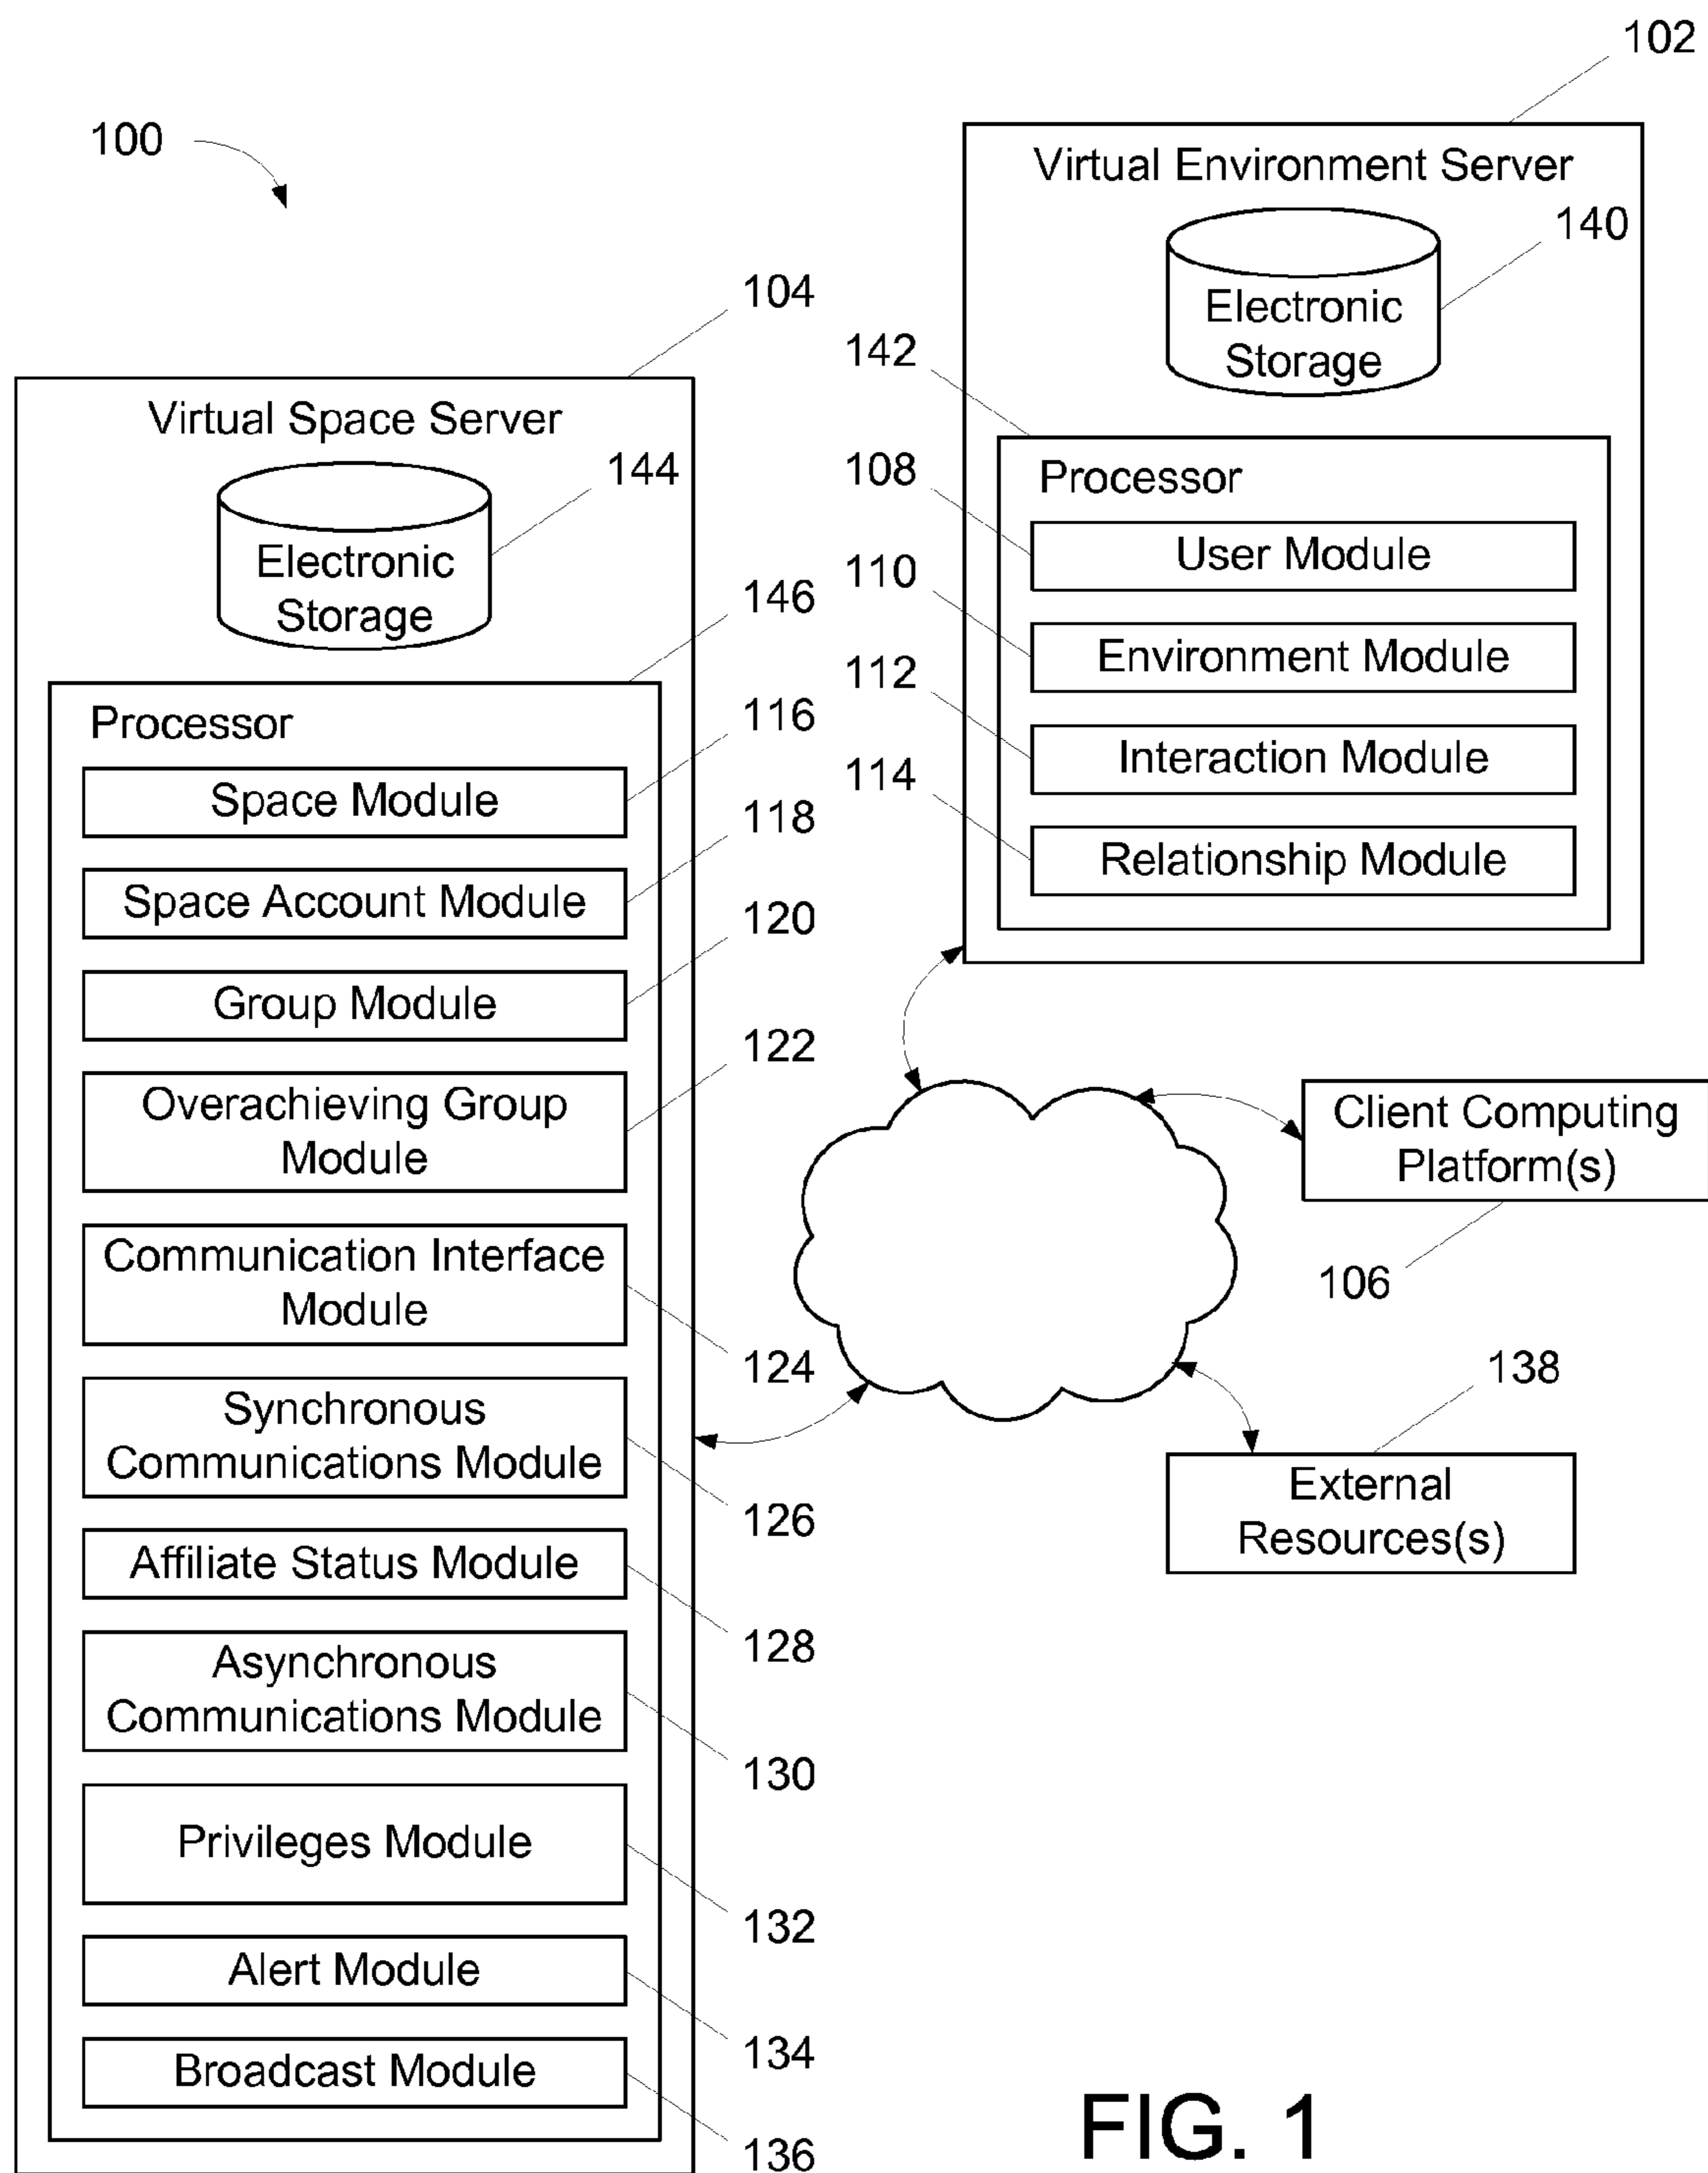 102
100
Virtual Environment Server
140
Electronic
Storage
104
142
Virtual Space Server
144
108
Processor
User Module
Electronic
Storage
110
146
Environment Module
112
116
Processor
Interaction Module
114
Space Module
118
Relationship Module
Space Account Module
120
Group Module
122
Overachieving Group
Module
Client Computing
Platform(s)
Communication Interface
Module
106
124
138
Synchronous
Communications Module
External
Resources(s)
126
Affiliate Status Module
128
Asynchronous
Communications Module
130
Privileges Module
132
Alert Module
134
Broadcast Module
136
FIG. 1